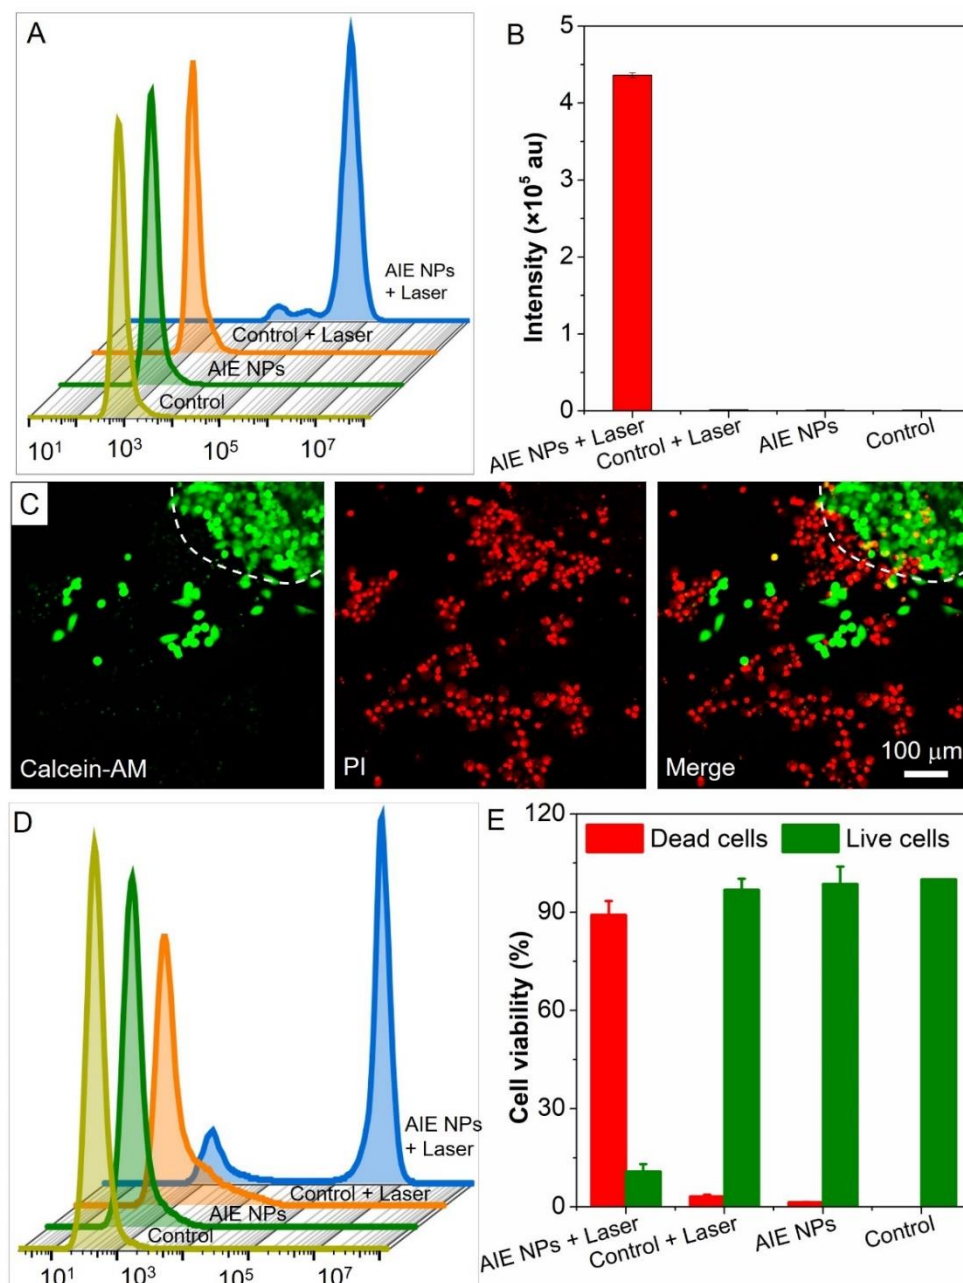 A
AIE NPs
+ Laser
Control + Laser
AIE NPs
Control
10¹ 10³ 10⁵ 10⁷
B
Intensity (×10⁵ au)
5
4
3
2
1
0
AIE NPs + Laser Control + Laser AIE NPs Control
C
Calcein-AM
PI
Merge
100 μm
D
AIE NPs
+ Laser
Control + Laser
AIE NPs
Control
10¹ 10³ 10⁵ 10⁷
E
Cell viability (%)
Dead cells Live cells
120
90
60
30
0
AIE NPs + Laser Control + Laser AIE NPs Control